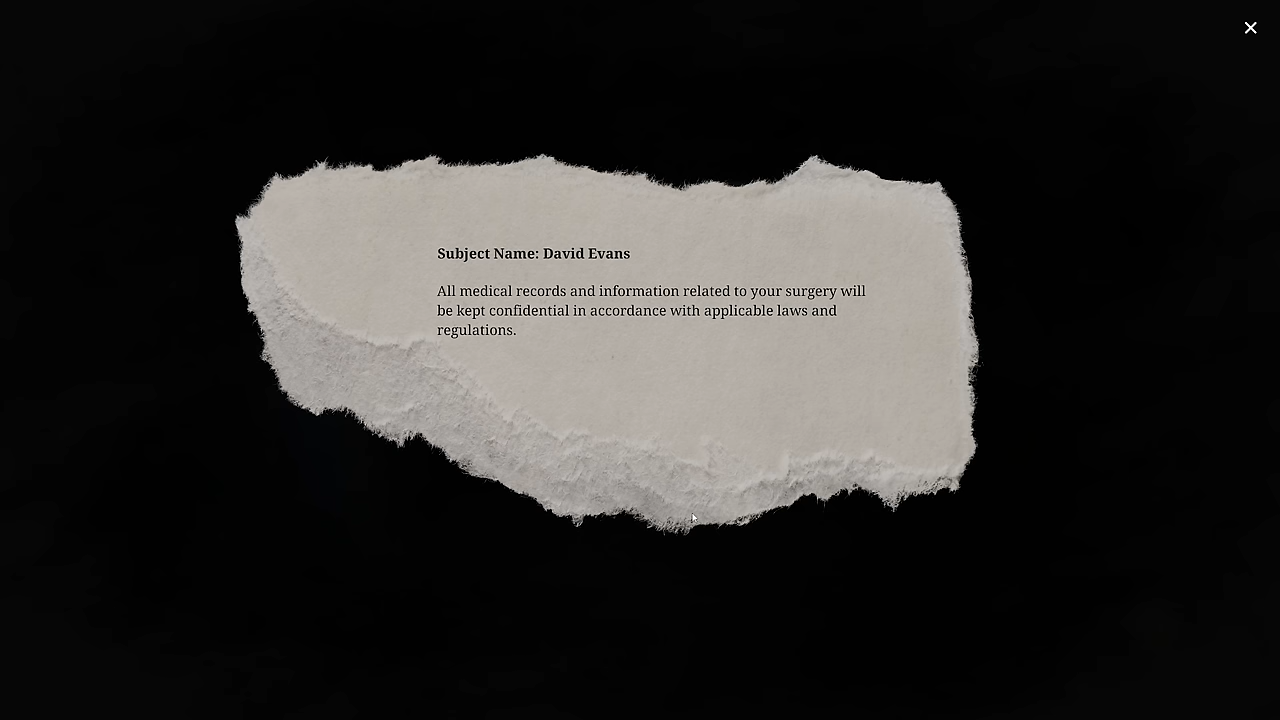 Subject Name: David Evans
All medical records and information related to your surgery will
be kept confidential in accordance with applicable laws and
regulations.